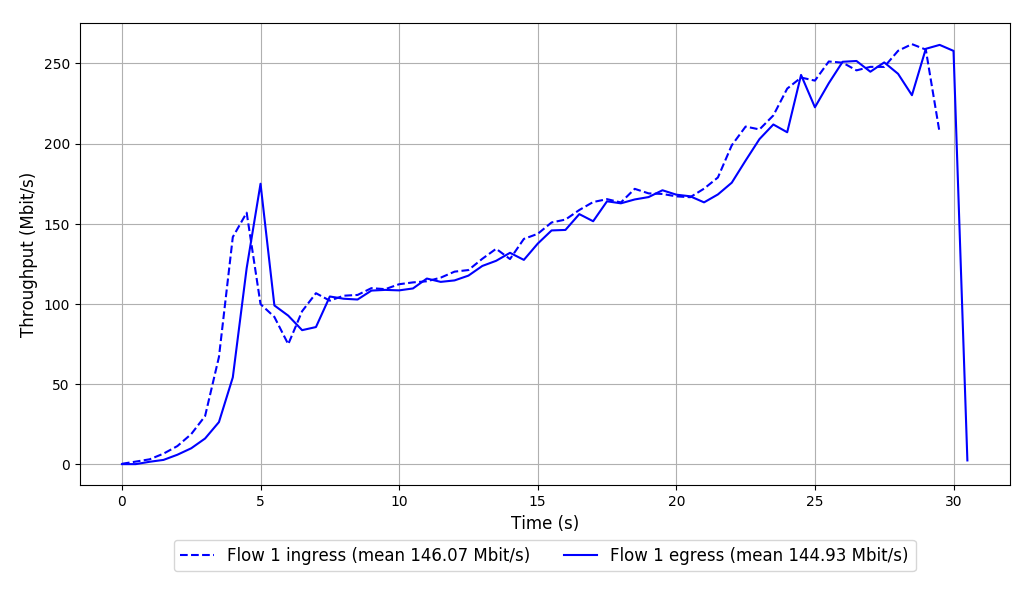 250
200
150
100
50
0
Throughput (Mbit/s)
0 5 10 15 20 25 30
Time (s)
Flow 1 ingress (mean 146.07 Mbit/s) Flow 1 egress (mean 144.93 Mbit/s)